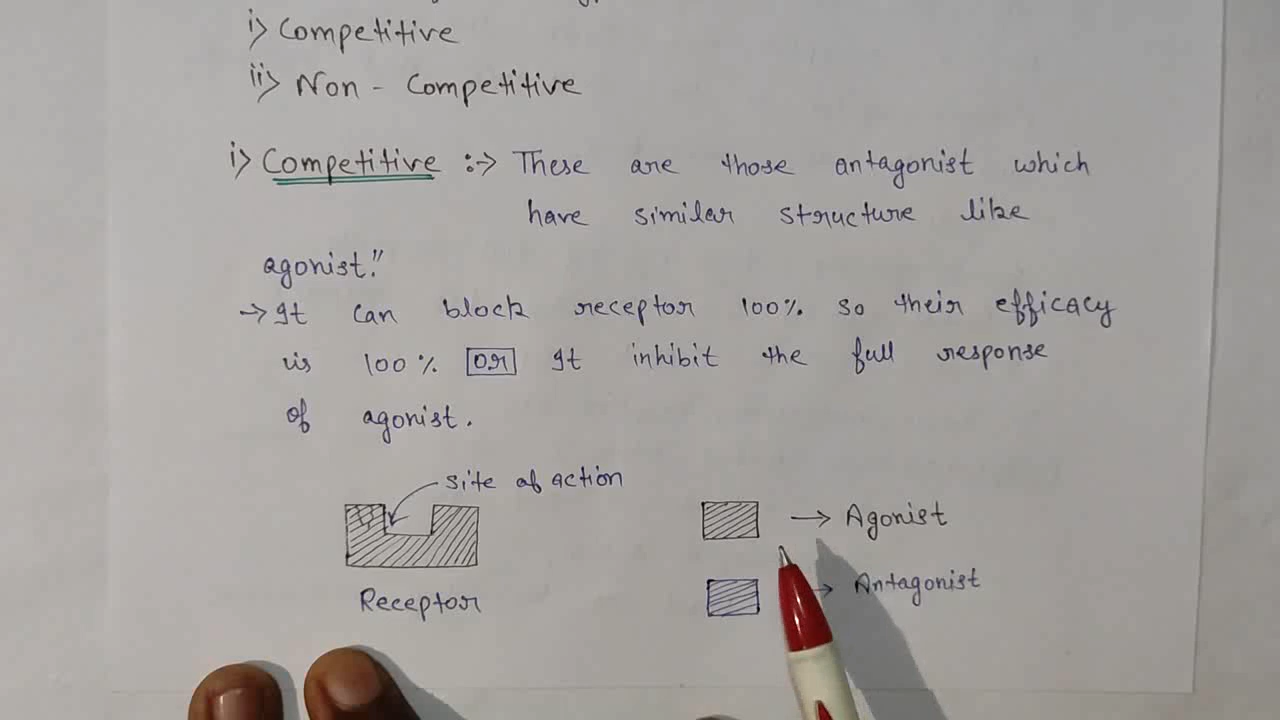 i> Competitive
ii> Non - Competitive
i> Competitive :-> These are those antagonist which
have similar structure like
agonist."
→ It can block receptor 100% so their efficacy
is 100% or It inhibit the full response
of agonist.
site of action
→ Agonist
→ Antagonist
Receptor